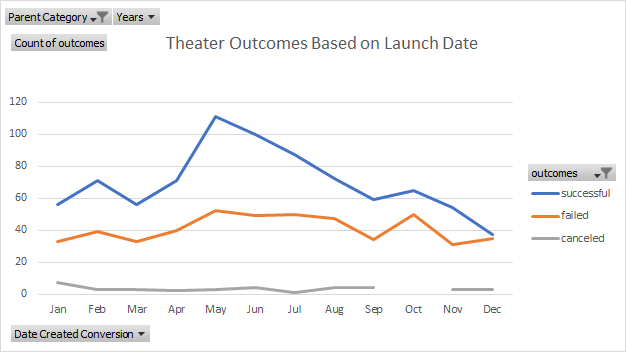 Parent Category Years
Count of outcomes
Theater Outcomes Based on Launch Date
120
100
80
60
40
20
0
Jan Feb Mar Apr May Jun Jul Aug Sep Oct Nov Dec
outcomes
successful
failed
canceled
Date Created Conversion